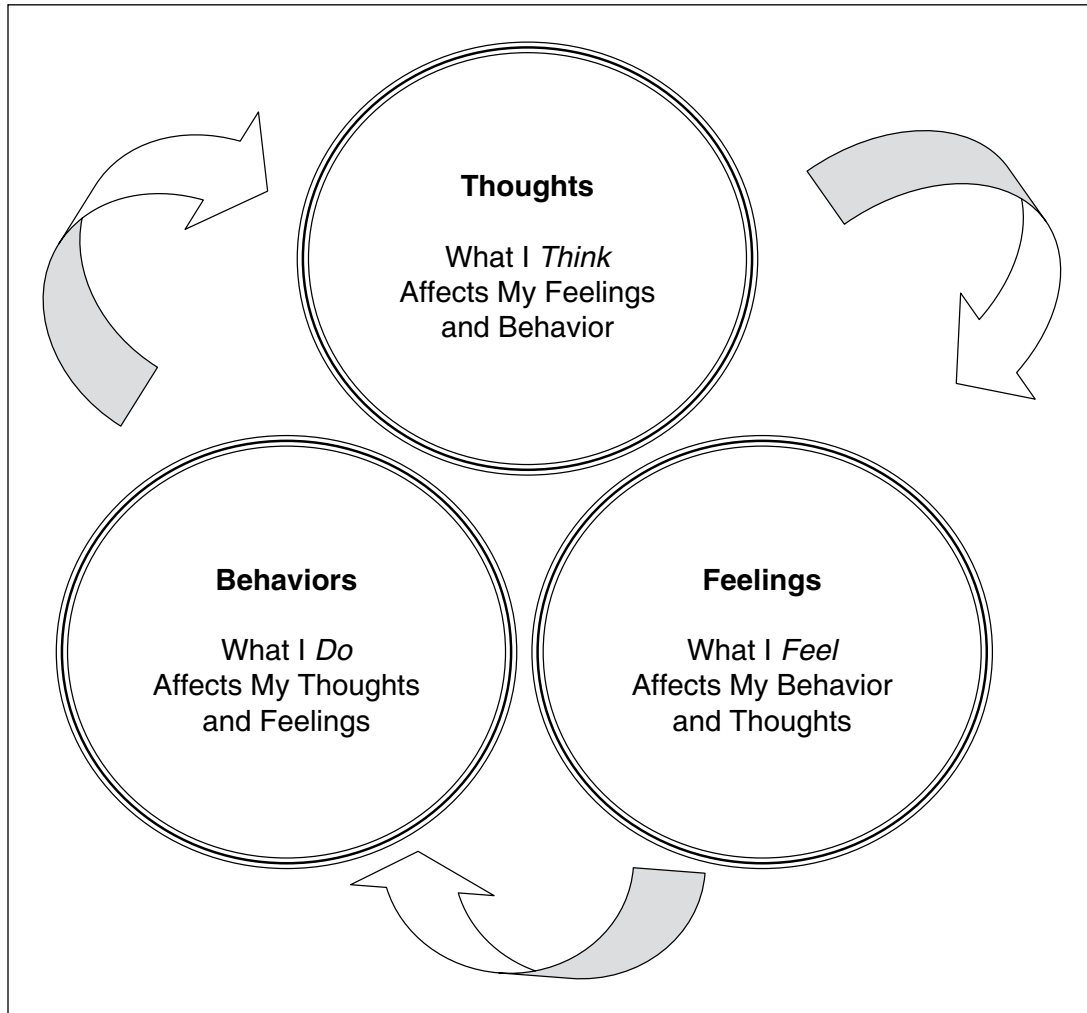 Thoughts
What I Think
Affects My Feelings
and Behavior
Behaviors
What I Do
Affects My Thoughts
and Feelings
Feelings
What I Feel
Affects My Behavior
and Thoughts